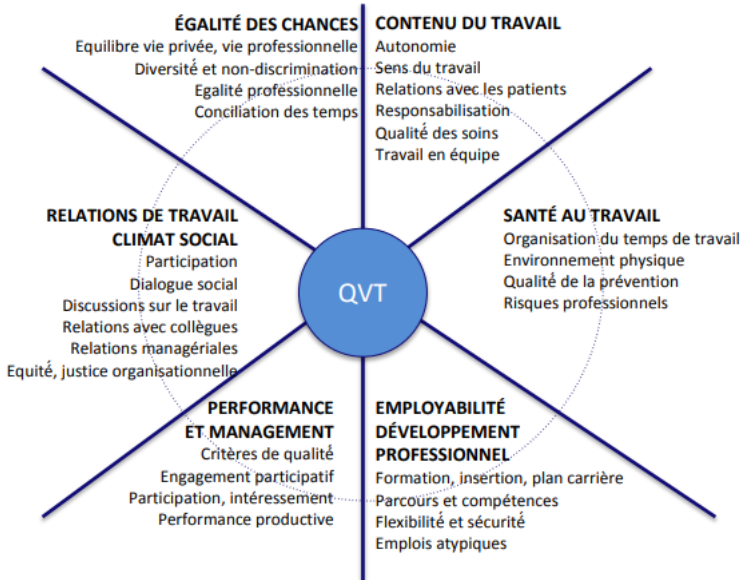 ÉGALITÉ DES CHANCES
Equilibre vie privée, vie professionnelle
Diversité et non-discrimination
Egalité professionnelle
Conciliation des temps
CONTENU DU TRAVAIL
Autonomie
Sens du travail
Relations avec les patients
Responsabilisation
Qualité des soins
Travail en équipe
RELATIONS DE TRAVAIL
CLIMAT SOCIAL
Participation
Dialogue social
Discussions sur le travail
Relations avec collègues
Relations managériales
Equité, justice organisationnelle
QVT
SANTÉ AU TRAVAIL
Organisation du temps de travail
Environnement physique
Qualité de la prévention
Risques professionnels
PERFORMANCE
ET MANAGEMENT
Critères de qualité
Engagement participatif
Participation, intéressement
Performance productive
EMPLOYABILITÉ
DÉVELOPPEMENT
PROFESSIONNEL
Formation, insertion, plan carrière
Parcours et compétences
Flexibilité et sécurité
Emplois atypiques